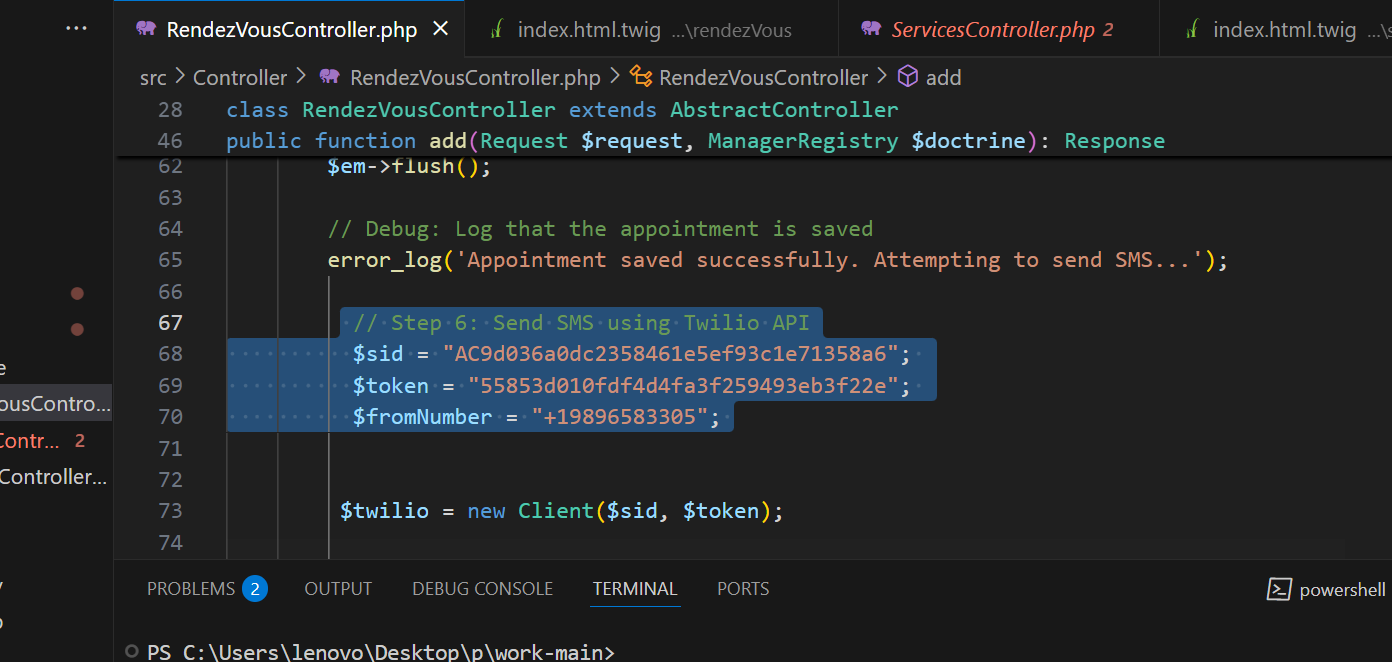 ··· RendezVousController.php × index.html.twig ...\rendezVous ServicesController.php 2 index.html.twig ...\s
src > Controller > RendezVousController.php > RendezVousController > add
28 class RendezVousController extends AbstractController
46 public function add(Request $request, ManagerRegistry $doctrine): Response
62 $em->flush();
63
64 // Debug: Log that the appointment is saved
65 error_log('Appointment saved successfully. Attempting to send SMS...');
66
67 // Step 6: Send SMS using Twilio API
68 $sid = "AC9d036a0dc2358461e5ef93c1e71358a6";
69 $token = "55853d010fdf4d4fa3f259493eb3f22e";
70 $fromNumber = "+19896583305";
71
72
73 $twilio = new Client($sid, $token);
74
e
ousContro...
Contr... 2
Controller...
PROBLEMS 2 OUTPUT DEBUG CONSOLE TERMINAL PORTS powershell
PS C:\Users\lenovo\Desktop\p\work-main>